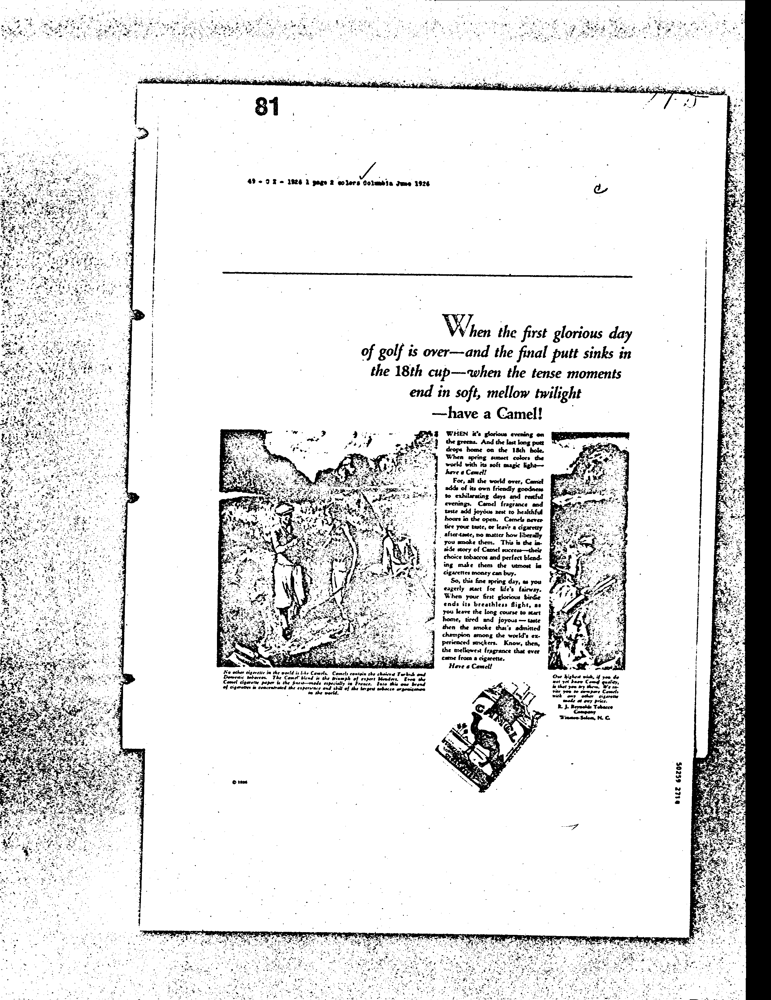 81
49 - O X - 1926 1 page 2 colors Columbia June 1926
When the first glorious day
of golf is over—and the final putt sinks in
the 18th cup—when the tense moments
end in soft, mellow twilight
—have a Camel!
WHEN it's glorious evening on
the greens. And the last long putt
drops home on the 18th hole.
When spring sunset colors the
world with its soft magic light—
have a Camel!
For, all the world over, Camel
adds of its own friendly goodness
to exhilarating days and restful
evenings. Camel fragrance and
taste add joyous zest to healthful
hours in the open. Camels never
tire your taste, or leave a cigaretty
after-taste, no matter how liberally
you smoke them. This is the in-
side story of Camel success—their
choice tobaccos and perfect blend-
ing make them the utmost in
cigarettes money can buy.
So, this fine spring day, as you
eagerly start for life's fairway.
When your first glorious birdie
ends its breathless flight, as
you leave the long course to start
home, tired and joyous — taste
then the smoke that's admitted
champion among the world's ex-
perienced smokers. Know, then,
the mellowest fragrance that ever
came from a cigarette.
Have a Camel!
No other cigarette in the world is like Camels. Camels contain the choicest Turkish and
Domestic tobaccos. The Camel blend is the triumph of expert blenders. Even the
Camel cigarette paper is the finest—made especially in France. Into this one brand
of cigarettes is concentrated the experience and skill of the largest tobacco organization
in the world.
Our highest wish, if you do
not yet know Camel quality,
is that you try them. We in-
vite you to compare Camels
with any other cigarette
made at any price.
R. J. Reynolds Tobacco
Company
Winston-Salem, N. C.
CAMEL
© 1926
50259 2718